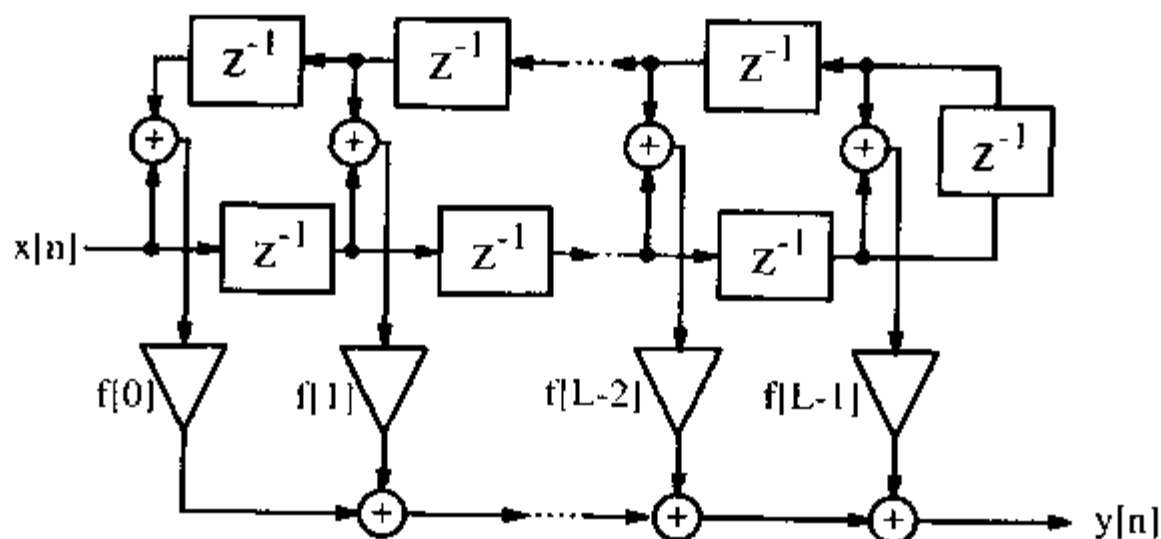 z⁻¹ z⁻¹ z⁻¹
+ + + + z⁻¹
x[n] z⁻¹ z⁻¹ z⁻¹
f[0] f[1] f[L-2] f[L-1]
+ + + y[n]